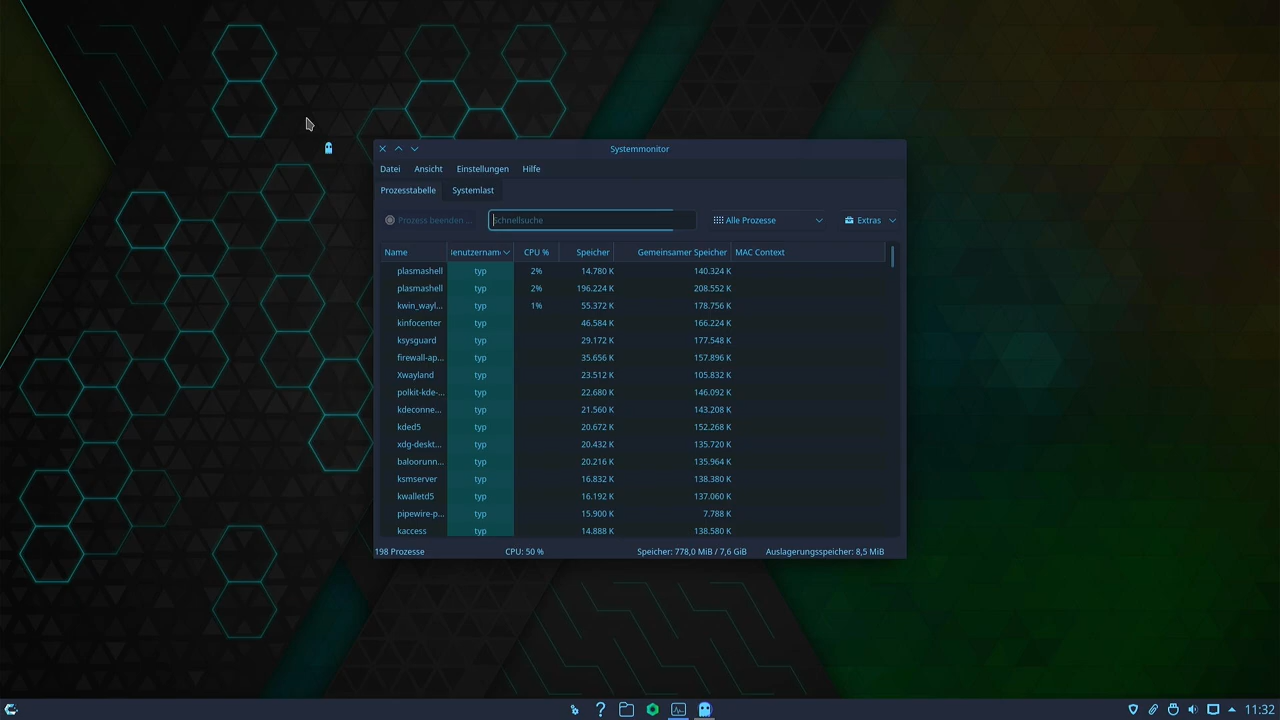 Systemmonitor
Datei Ansicht Einstellungen Hilfe
Prozesstabelle Systemlast
Prozess beenden ... Schnellsuche Alle Prozesse Extras
Name enutzernam CPU % Speicher Gemeinsamer Speicher MAC Context
plasmashell typ 2% 14.780 K 140.324 K
plasmashell typ 2% 196.224 K 208.552 K
kwin_wayl... typ 1% 55.372 K 178.756 K
kinfocenter typ 46.584 K 166.224 K
ksysguard typ 29.172 K 177.548 K
firewall-ap... typ 35.656 K 157.896 K
Xwayland typ 23.512 K 105.832 K
polkit-kde-... typ 22.680 K 146.092 K
kdeconne... typ 21.560 K 143.208 K
kded5 typ 20.672 K 152.268 K
xdg-deskt... typ 20.432 K 135.720 K
baloorunn... typ 20.216 K 135.964 K
ksmserver typ 16.832 K 138.380 K
kwalletd5 typ 16.192 K 137.060 K
pipewire-p... typ 15.900 K 7.788 K
kaccess typ 14.888 K 138.580 K
198 Prozesse CPU: 50 % Speicher: 778,0 MiB / 7,6 GiB Auslagerungsspeicher: 8,5 MiB
11:32